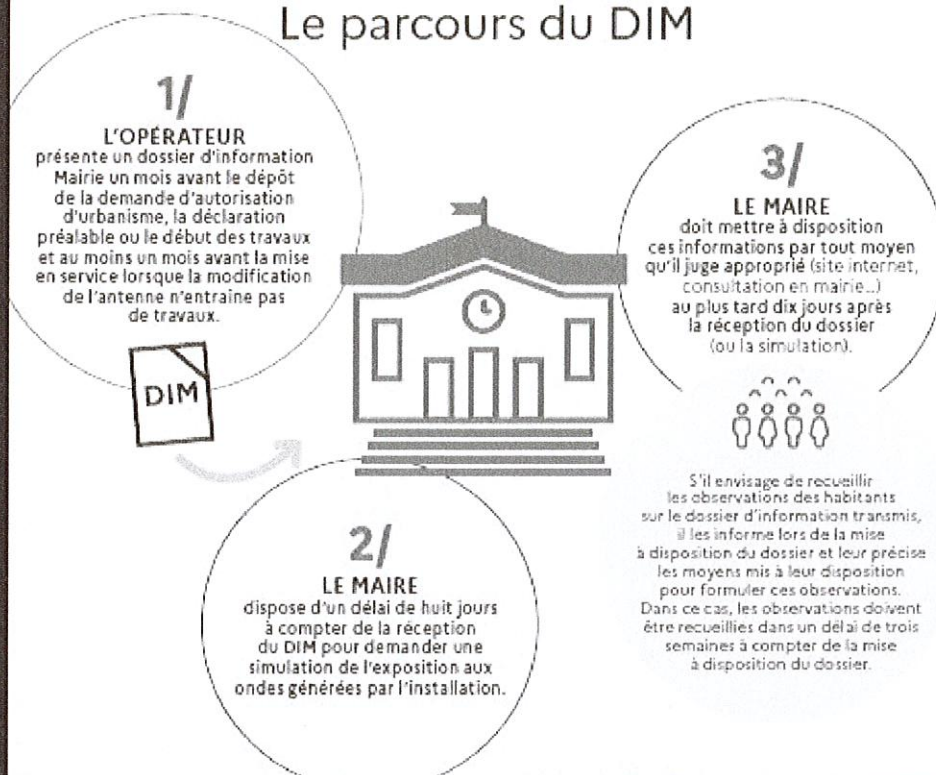 Le parcours du DIM
1/
L'OPÉRATEUR
présente un dossier d'information
Mairie un mois avant le dépôt
de la demande d'autorisation
d'urbanisme, la déclaration
préalable ou le début des travaux
et au moins un mois avant la mise
en service lorsque la modification
de l'antenne n'entraine pas
de travaux.
DIM
2/
LE MAIRE
dispose d'un délai de huit jours
à compter de la réception
du DIM pour demander une
simulation de l'exposition aux
ondes générées par l'installation.
3/
LE MAIRE
doit mettre à disposition
ces informations par tout moyen
qu'il juge approprié (site internet,
consultation en mairie...)
au plus tard dix jours après
la réception du dossier
(ou la simulation).
S'il envisage de recueillir
les observations des habitants
sur le dossier d'information transmis,
il les informe lors de la mise
à disposition du dossier et leur précise
les moyens mis à leur disposition
pour formuler ces observations.
Dans ce cas, les observations doivent
être recueillies dans un délai de trois
semaines à compter de la mise
à disposition du dossier.